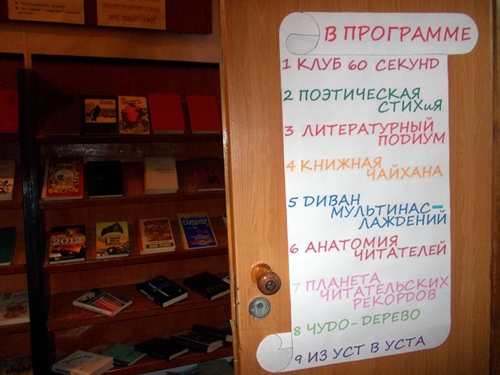 В ПРОГРАММЕ
1 КЛУБ 60 СЕКУНД
2 ПОЭТИЧЕСКАЯ
СТИХиЯ
3 ЛИТЕРАТУРНЫЙ
ПОДИУМ
4 КНИЖНАЯ
ЧАЙХАНА
5 ДИВАН
МУЛЬТИНАС-
ЛАЖДЕНИЙ
6 АНАТОМИЯ
ЧИТАТЕЛЕЙ
7 ПЛАНЕТА
ЧИТАТЕЛЬСКИХ
РЕКОРДОВ
8 ЧУДО-ДЕРЕВО
9 ИЗ УСТ В УСТА
2012